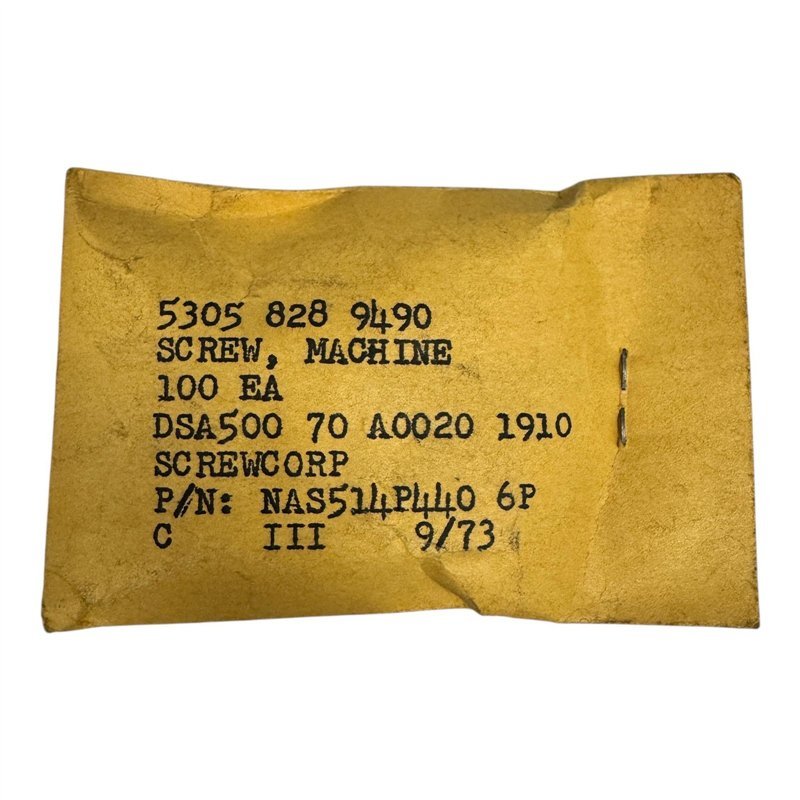 5305 828 9490
SCREW, MACHINE
100 EA
DSA500 70 A0020 1910
SCREWCORP
P/N: NAS514P440 6P
C III 9/73